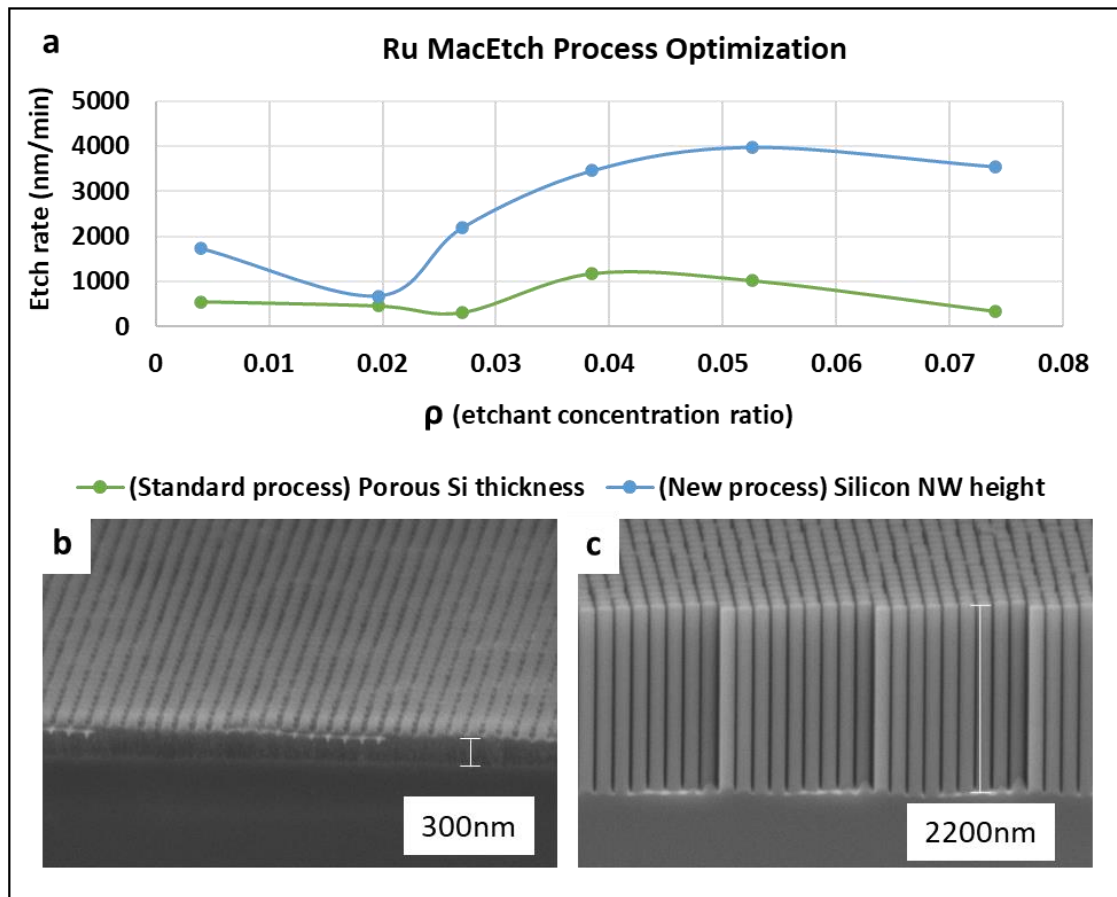 a
Ru MacEtch Process Optimization
Etch rate (nm/min)
5000
4000
3000
2000
1000
0
0 0.01 0.02 0.03 0.04 0.05 0.06 0.07 0.08
ρ (etchant concentration ratio)
(Standard process) Porous Si thickness (New process) Silicon NW height
b
300nm
c
2200nm